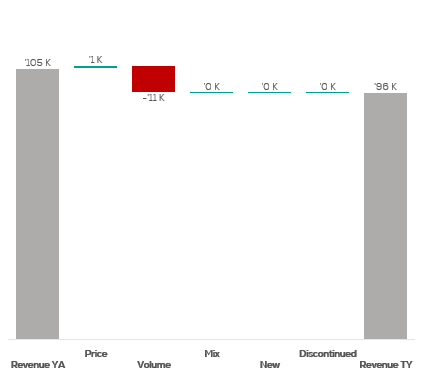 '105 K
'1 K
-'11 K
'0 K
'0 K
'0 K
'96 K
Revenue YA
Price
Volume
Mix
New
Discontinued
Revenue TY